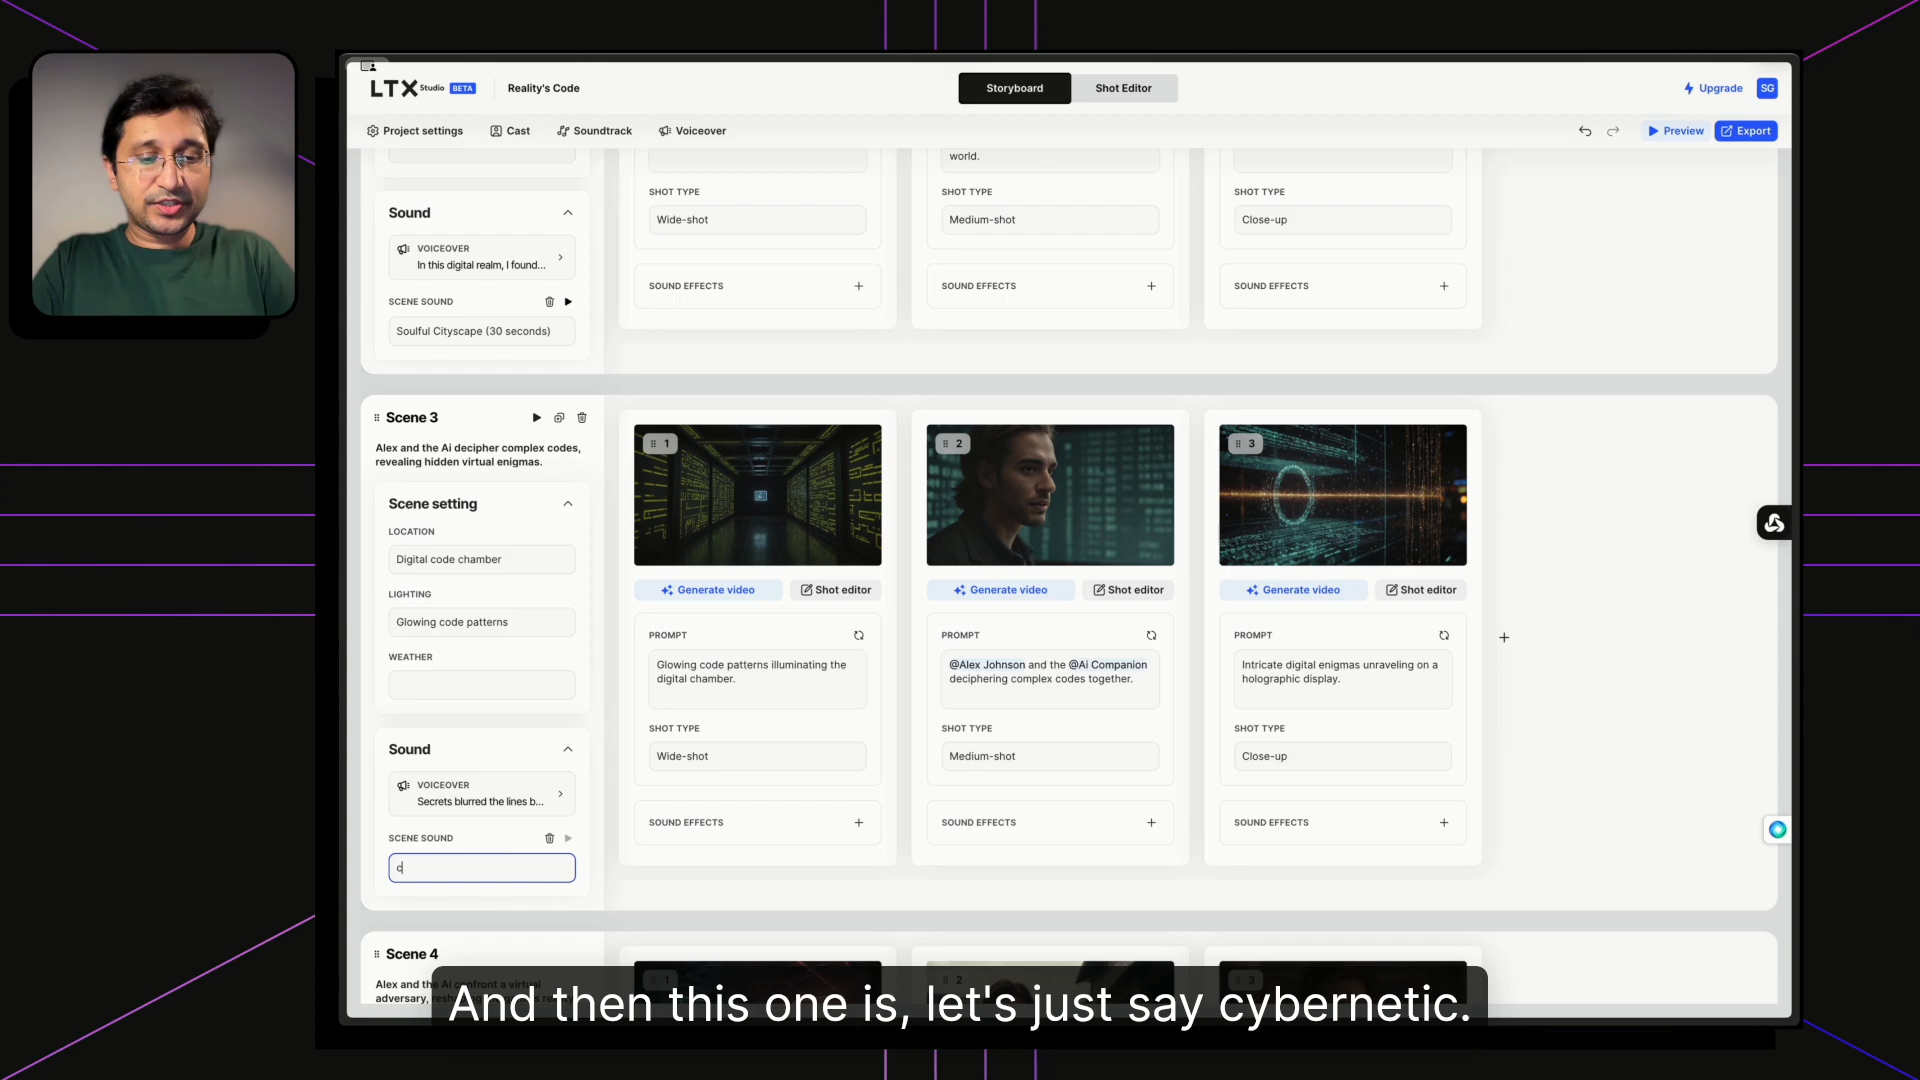 LTX Studio BETA
Reality's Code
Storyboard
Shot Editor
Upgrade
SG
Project settings
Cast
Soundtrack
Voiceover
Preview
Export
world.
SHOT TYPE
Wide-shot
SHOT TYPE
Medium-shot
SHOT TYPE
Close-up
Sound
VOICEOVER
In this digital realm, I found...
SCENE SOUND
Soulful Cityscape (30 seconds)
SOUND EFFECTS
SOUND EFFECTS
SOUND EFFECTS
Scene 3
Alex and the Ai decipher complex codes,
revealing hidden virtual enigmas.
Scene setting
LOCATION
Digital code chamber
LIGHTING
Glowing code patterns
WEATHER
Sound
VOICEOVER
Secrets blurred the lines b...
SCENE SOUND
c
1
Generate video
Shot editor
PROMPT
Glowing code patterns illuminating the
digital chamber.
SHOT TYPE
Wide-shot
SOUND EFFECTS
2
Generate video
Shot editor
PROMPT
@Alex Johnson and the @Ai Companion
deciphering complex codes together.
SHOT TYPE
Medium-shot
SOUND EFFECTS
3
Generate video
Shot editor
PROMPT
Intricate digital enigmas unraveling on a
holographic display.
SHOT TYPE
Close-up
SOUND EFFECTS
Scene 4
Alex and the Ai confront a virtual
adversary,
1
2
3
And then this one is, let's just say cybernetic.